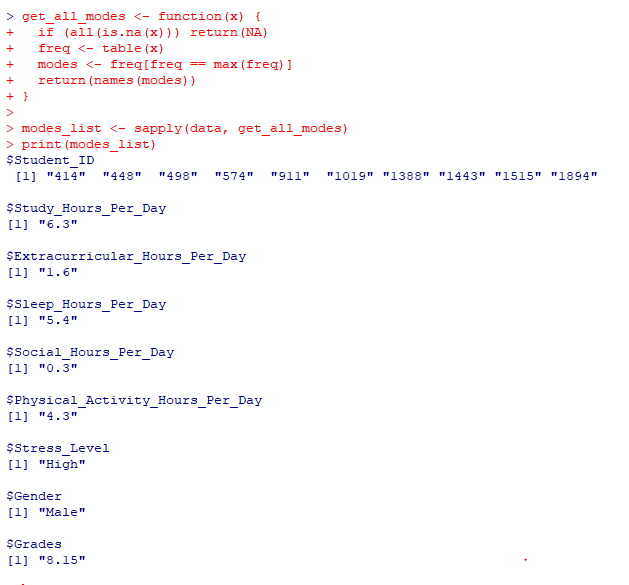 > get_all_modes <- function(x) {
+   if (all(is.na(x))) return(NA)
+   freq <- table(x)
+   modes <- freq[freq == max(freq)]
+   return(names(modes))
+ }
>
> modes_list <- sapply(data, get_all_modes)
> print(modes_list)
$Student_ID
 [1] "414"  "448"  "498"  "574"  "911"  "1019" "1388" "1443" "1515" "1894"

$Study_Hours_Per_Day
[1] "6.3"

$Extracurricular_Hours_Per_Day
[1] "1.6"

$Sleep_Hours_Per_Day
[1] "5.4"

$Social_Hours_Per_Day
[1] "0.3"

$Physical_Activity_Hours_Per_Day
[1] "4.3"

$Stress_Level
[1] "High"

$Gender
[1] "Male"

$Grades
[1] "8.15"